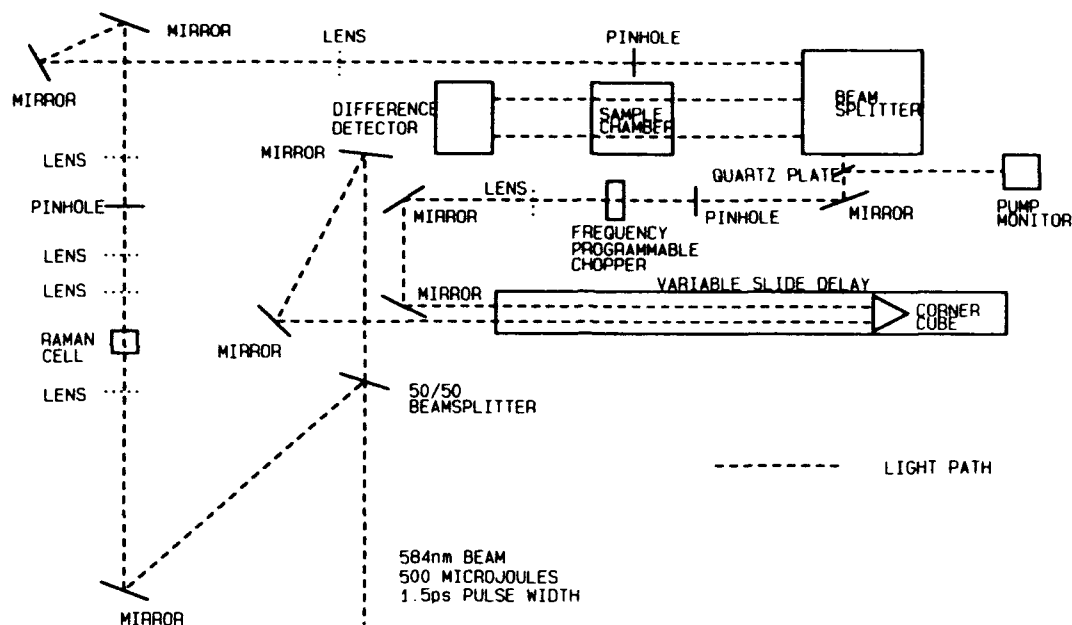 MIRROR
LENS
PINHOLE
MIRROR
DIFFERENCE
DETECTOR
SAMPLE
CHAMBER
BEAM
SPLITTER
MIRROR
LENS
QUARTZ PLATE
LENS
PINHOLE
MIRROR
PINHOLE
MIRROR
PUMP
MONITOR
FREQUENCY
PROGRAMMABLE
CHOPPER
LENS
LENS
MIRROR
VARIABLE SLIDE DELAY
CORNER
CUBE
RAMAN
CELL
MIRROR
LENS
50/50
BEAMSPLITTER
LIGHT PATH
584nm BEAM
500 MICROJOULES
1.5ps PULSE WIDTH
MIRROR